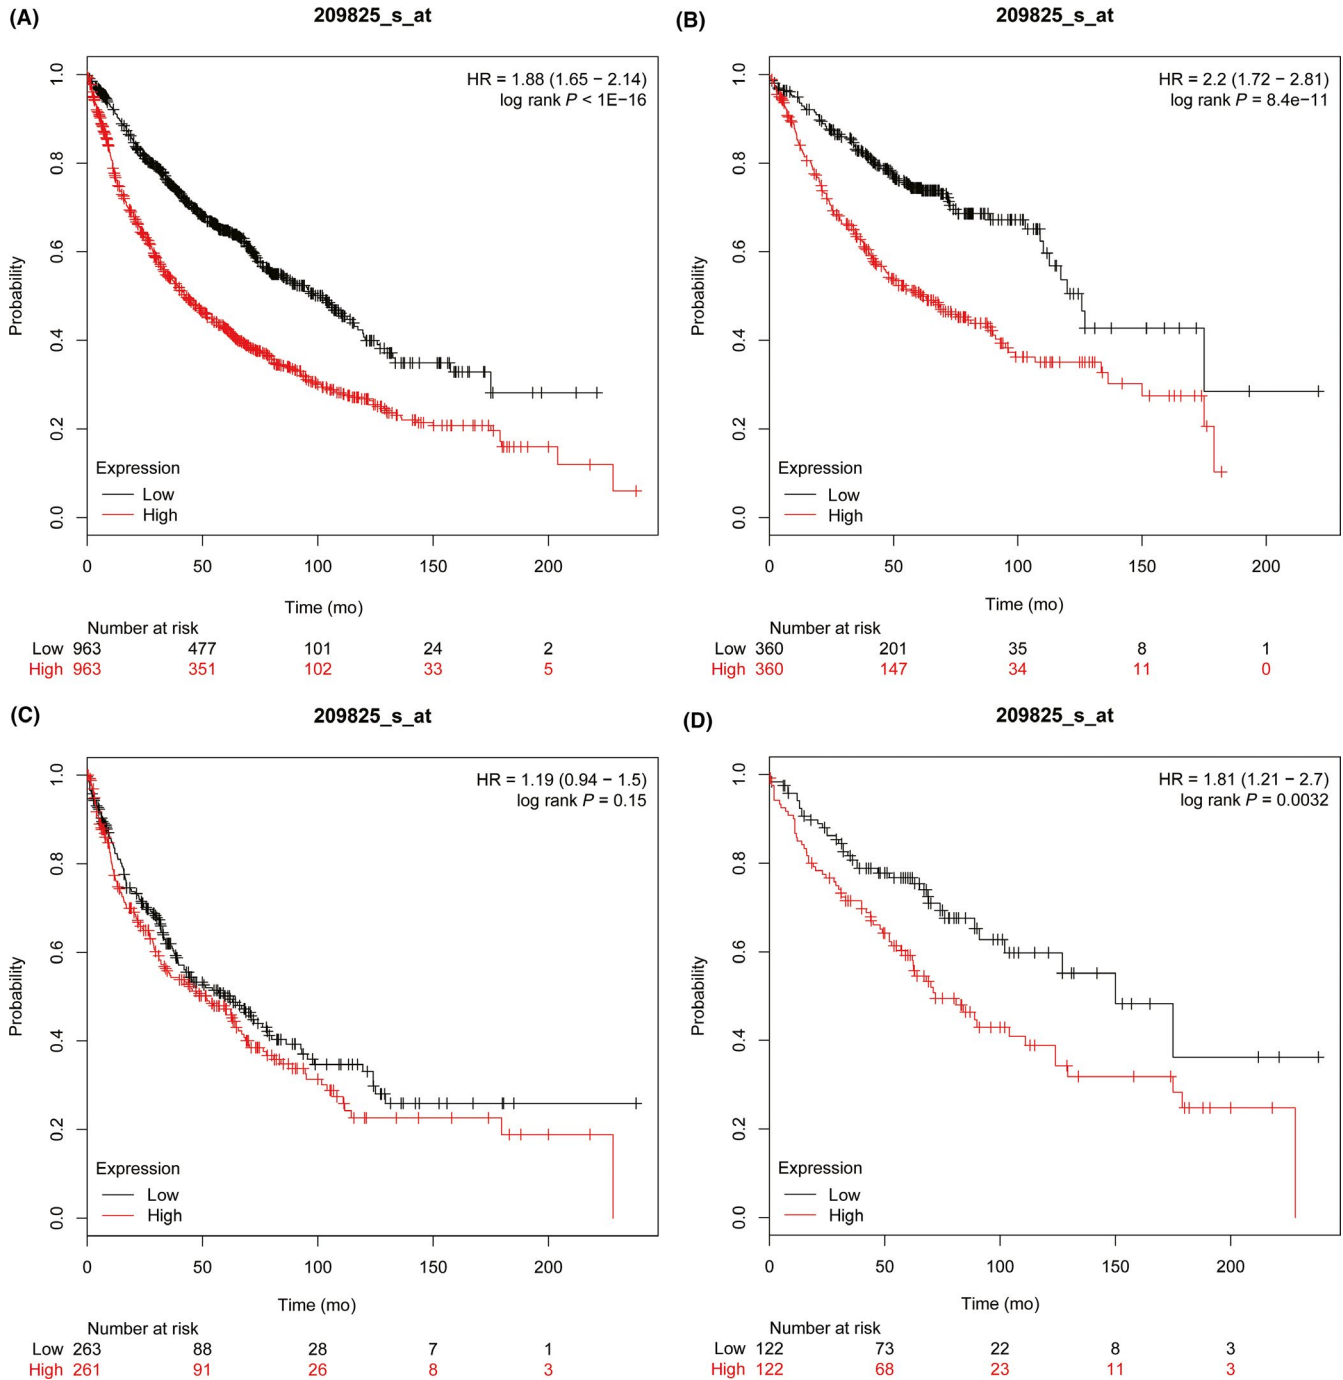 (A)
209825_s_at
HR = 1.88 (1.65 − 2.14)
log rank P < 1E−16
Probability
1.0
0.8
0.6
0.4
0.2
0.0
Expression
Low
High
0 50 100 150 200
Time (mo)
Number at risk
Low 963 477 101 24 2
High 963 351 102 33 5
(B)
209825_s_at
HR = 2.2 (1.72 − 2.81)
log rank P = 8.4e−11
Probability
1.0
0.8
0.6
0.4
0.2
0.0
Expression
Low
High
0 50 100 150 200
Time (mo)
Number at risk
Low 360 201 35 8 1
High 360 147 34 11 0
(C)
209825_s_at
HR = 1.19 (0.94 − 1.5)
log rank P = 0.15
Probability
1.0
0.8
0.6
0.4
0.2
0.0
Expression
Low
High
0 50 100 150 200
Time (mo)
Number at risk
Low 263 88 28 7 1
High 261 91 26 8 3
(D)
209825_s_at
HR = 1.81 (1.21 − 2.7)
log rank P = 0.0032
Probability
1.0
0.8
0.6
0.4
0.2
0.0
Expression
Low
High
0 50 100 150 200
Time (mo)
Number at risk
Low 122 73 22 8 3
High 122 68 23 11 3